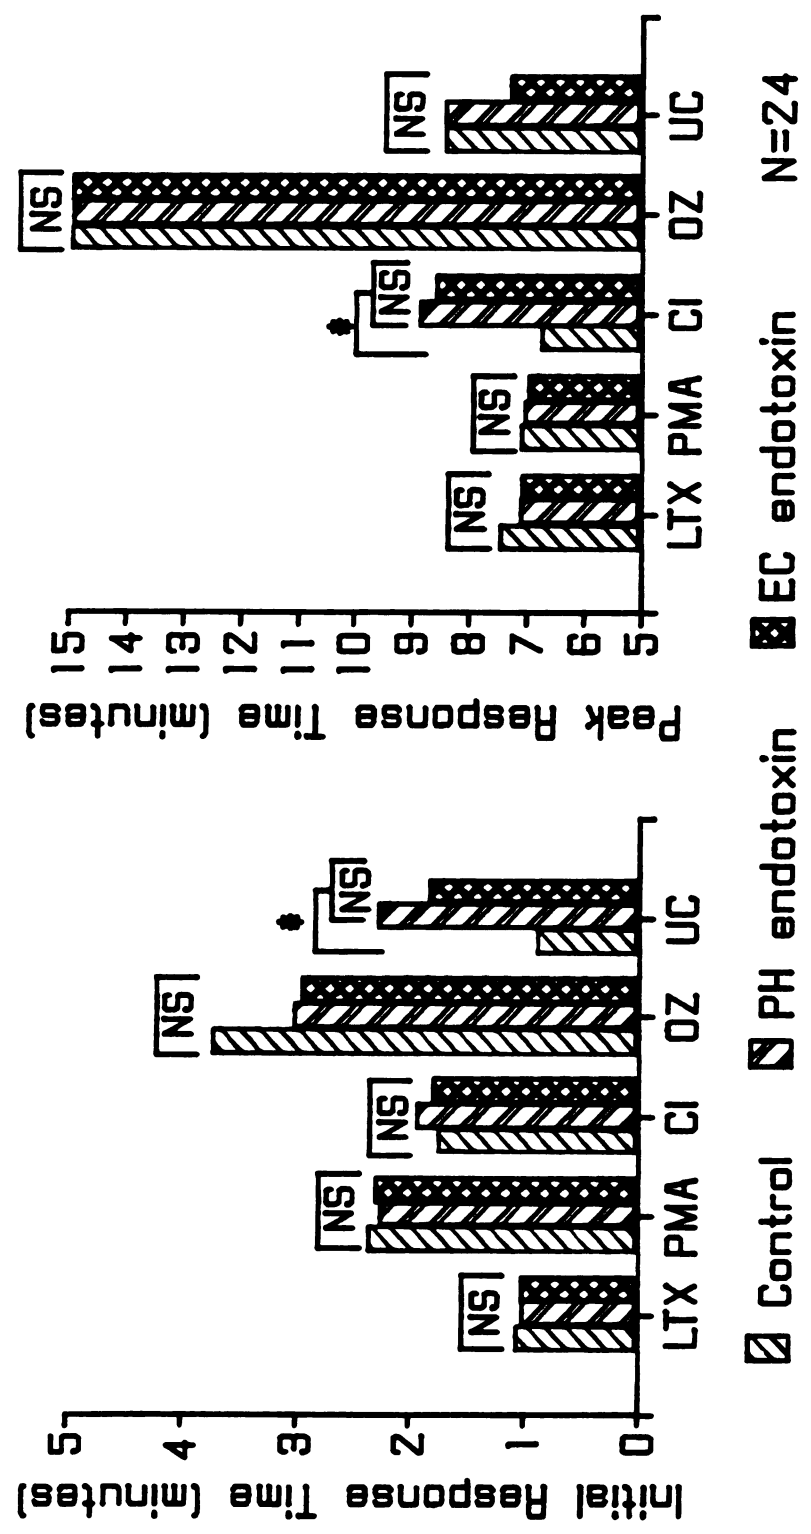 Initial Response Time (minutes)
5
4
3
2
1
0
NS
NS
NS
NS
*
NS
LTX PMA CI OZ UC
Peak Response Time (minutes)
15
14
13
12
11
10
9
8
7
6
5
NS
NS
*
NS
NS
NS
LTX PMA CI OZ UC
Control PH endotoxin EC endotoxin N=24